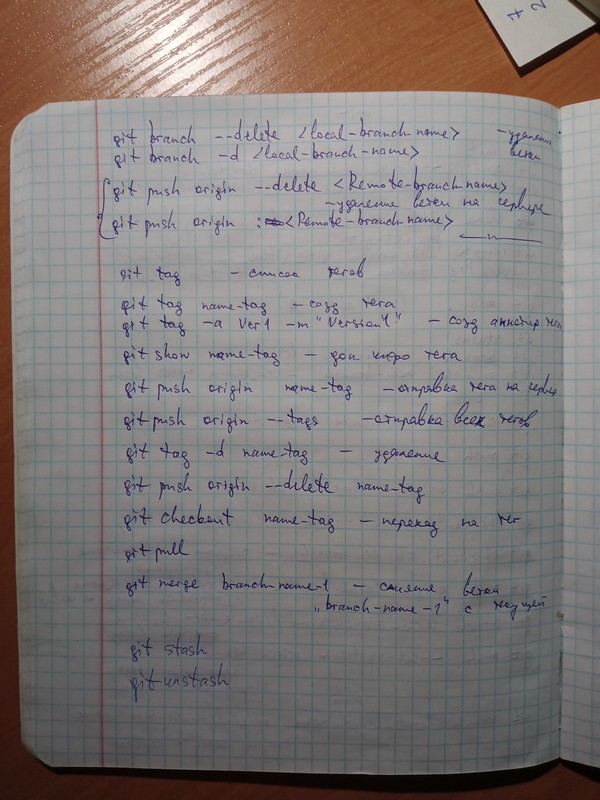 7
2
git branch --delete <local-branch-name> - удаление
git branch -d <local-branch-name> ветки
git push origin --delete <Remote-branch-name>
- удаление ветки на сервере
git push origin :<Remote-branch-name> —"—
git tag - список тегов
git tag name-tag - созд тега
git tag -a Ver1 -m "Version1" - созд аннотир. тега
git show name-tag - доп инфо тега
git push origin name-tag - отправка тега на сервер
git push origin --tags - отправка всех тегов
git tag -d name-tag - удаление
git push origin --delete name-tag
git checkout name-tag - переход на тег
git pull
git merge branch-name-1 - слияние ветки
"branch-name-1" с текущей
git stash
git unstash